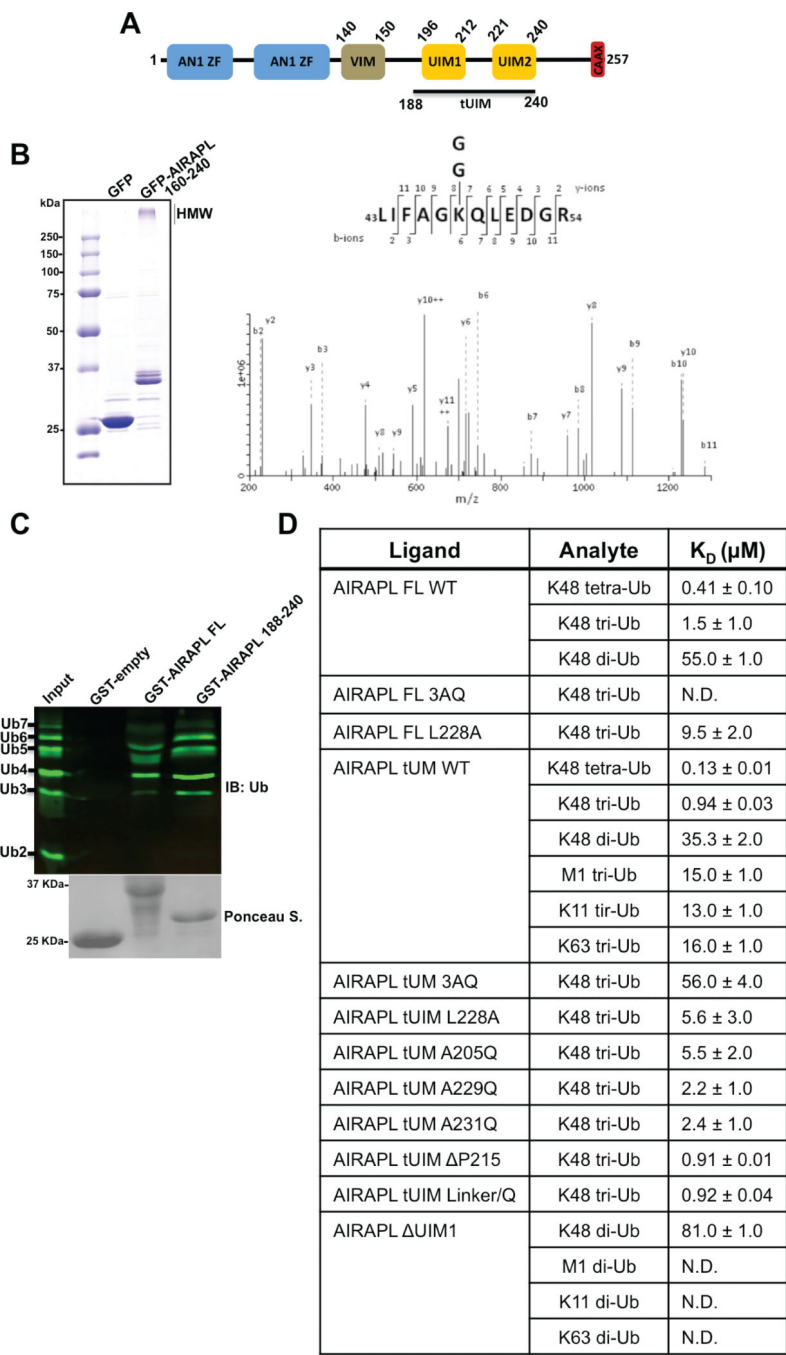 A
140 150 196 212 221 240
1 AN1 ZF AN1 ZF VIM UIM1 UIM2 CAAX 257
188 tUIM 240
B
GFP
GFP-AIRAPL
160-240
kDa
HMW
250
150
100
75
50
37
25
G
G
11 10 9 8 7 6 5 4 3 2 y-ions
43 L I F A G K Q L E D G R 54
b-ions 2 3 6 7 8 9 10 11
1e+06
0
b2 y2 y3 b3 y4 y8 y9 y5 y10++ y11 ++ y6 b6 b7 y7 b8 y8 y9 b9 b10 y10 b11
200 400 600 800 1000 1200
m/z
C
Input
GST-empty
GST-AIRAPL FL
GST-AIRAPL 188-240
Ub7
Ub6
Ub5
Ub4
Ub3
Ub2
IB: Ub
37 KDa
25 KDa
Ponceau S.
D
Ligand Analyte KD (µM)
AIRAPL FL WT K48 tetra-Ub 0.41 ± 0.10
K48 tri-Ub 1.5 ± 1.0
K48 di-Ub 55.0 ± 1.0
AIRAPL FL 3AQ K48 tri-Ub N.D.
AIRAPL FL L228A K48 tri-Ub 9.5 ± 2.0
AIRAPL tUM WT K48 tetra-Ub 0.13 ± 0.01
K48 tri-Ub 0.94 ± 0.03
K48 di-Ub 35.3 ± 2.0
M1 tri-Ub 15.0 ± 1.0
K11 tir-Ub 13.0 ± 1.0
K63 tri-Ub 16.0 ± 1.0
AIRAPL tUM 3AQ K48 tri-Ub 56.0 ± 4.0
AIRAPL tUIM L228A K48 tri-Ub 5.6 ± 3.0
AIRAPL tUM A205Q K48 tri-Ub 5.5 ± 2.0
AIRAPL tUM A229Q K48 tri-Ub 2.2 ± 1.0
AIRAPL tUM A231Q K48 tri-Ub 2.4 ± 1.0
AIRAPL tUIM ΔP215 K48 tri-Ub 0.91 ± 0.01
AIRAPL tUIM Linker/Q K48 tri-Ub 0.92 ± 0.04
AIRAPL ΔUIM1 K48 di-Ub 81.0 ± 1.0
M1 di-Ub N.D.
K11 di-Ub N.D.
K63 di-Ub N.D.